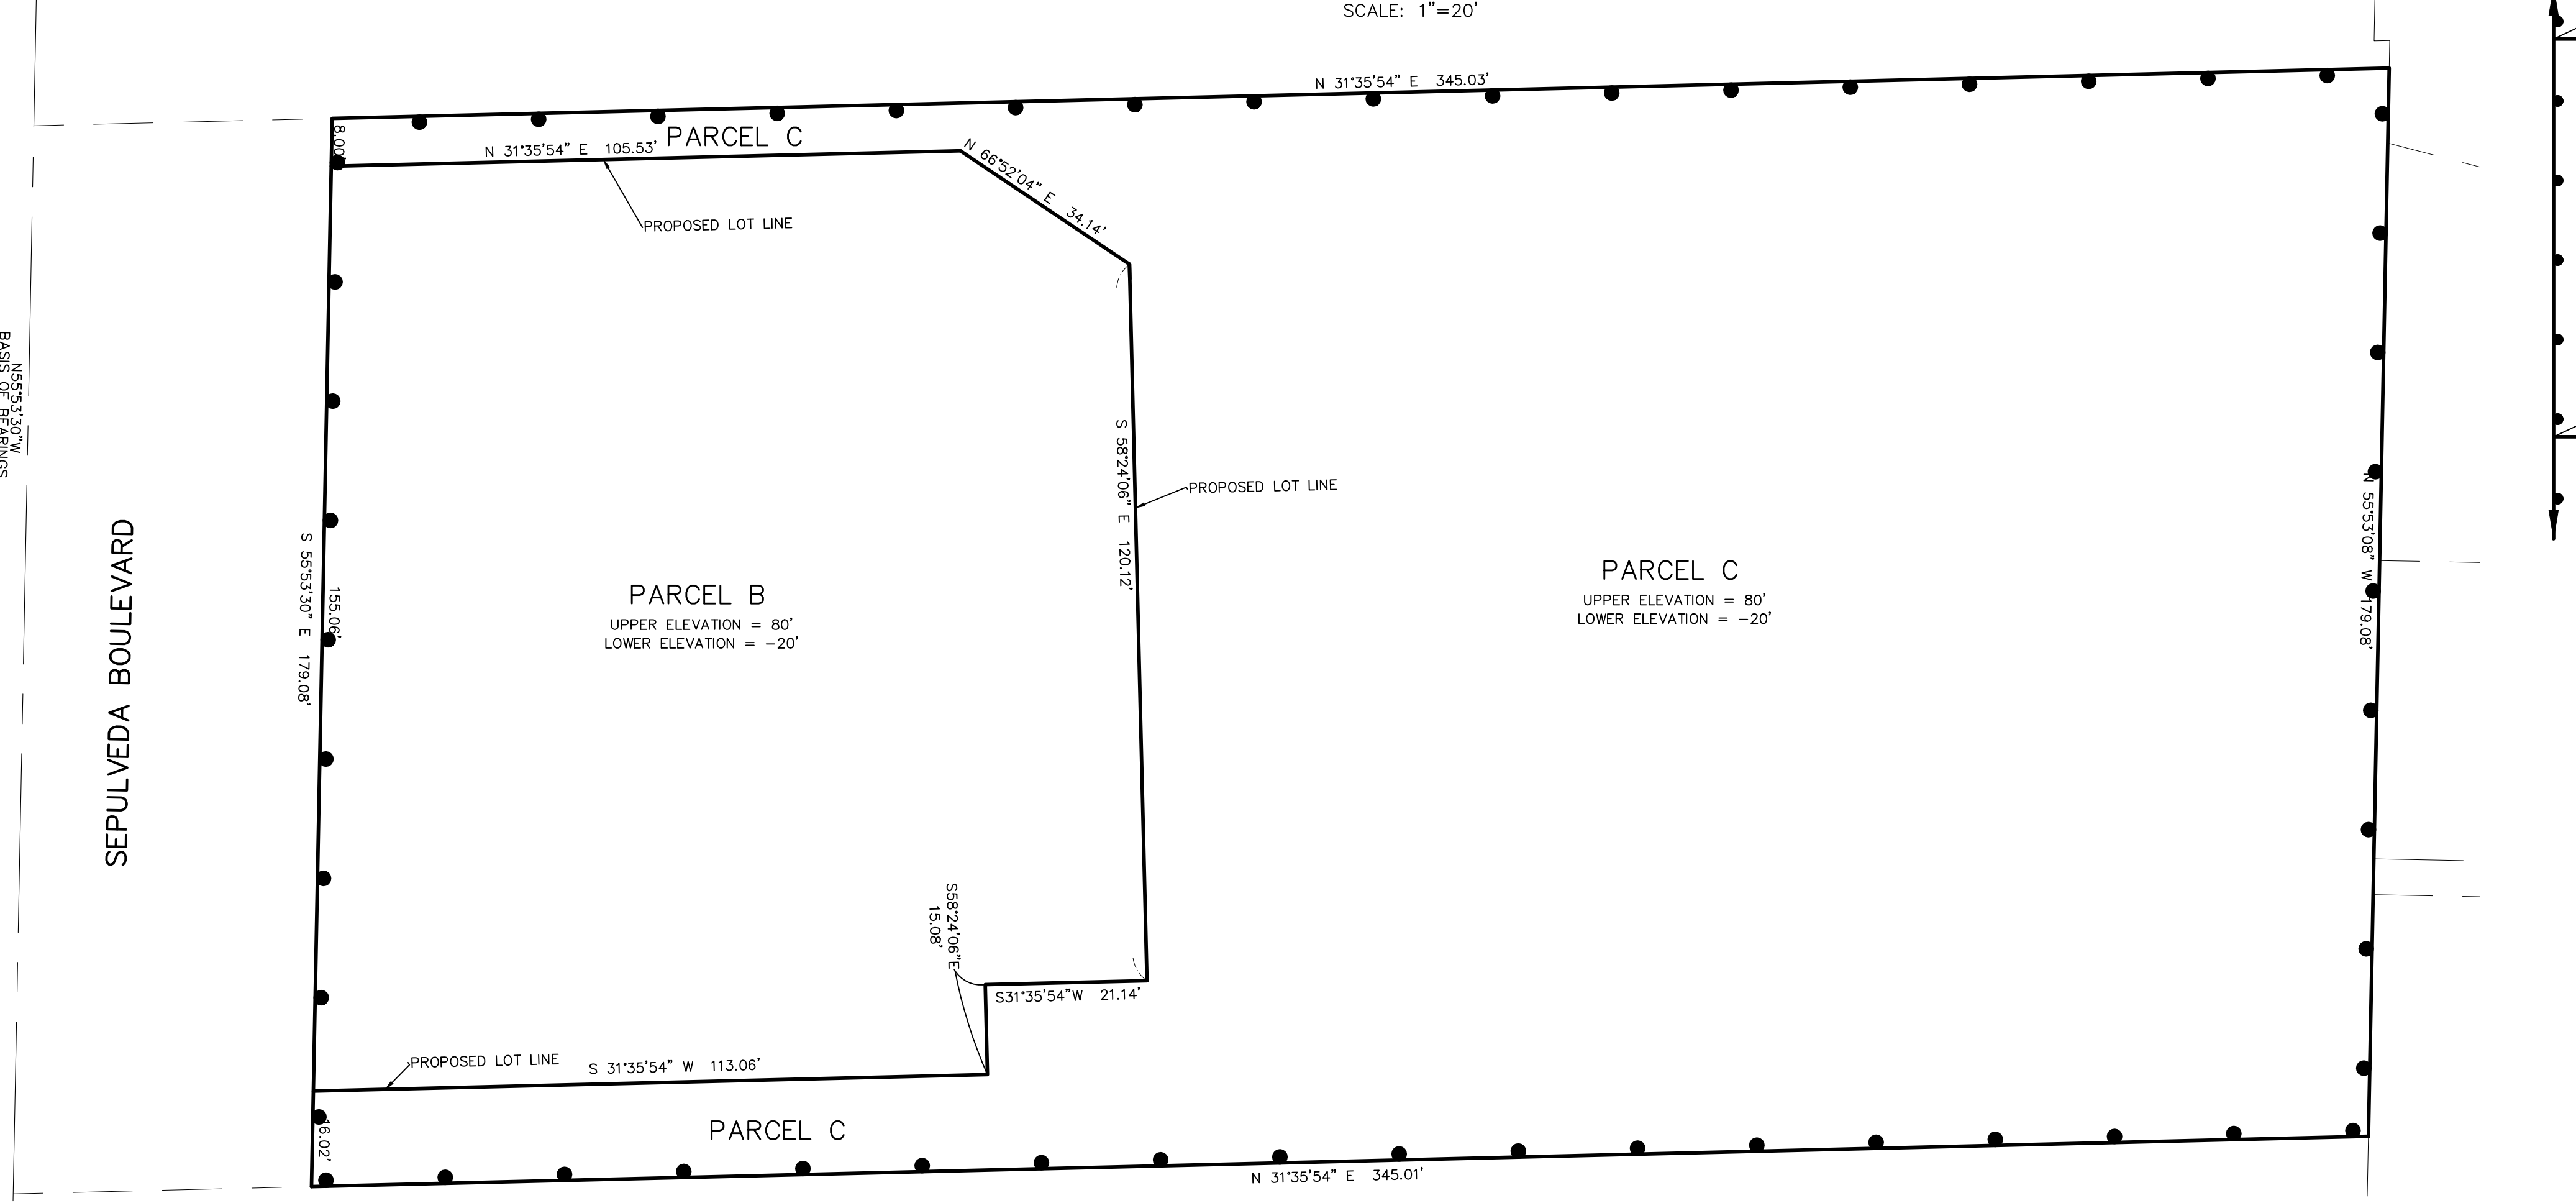 SCALE: 1"=20'
N 31°35'54" E 345.03'
8.00'
PARCEL C
N 31°35'54" E 105.53'
N 66°52'04" E 34.14'
PROPOSED LOT LINE
N55°53'30"W
BASIS OF BEARINGS
SEPULVEDA BOULEVARD
S 55°53'30" E 179.08'
155.06'
PARCEL B
UPPER ELEVATION = 80'
LOWER ELEVATION = -20'
S 58°24'06" E 120.12'
PROPOSED LOT LINE
PARCEL C
UPPER ELEVATION = 80'
LOWER ELEVATION = -20'
N 55°53'08" W 179.08'
S58°24'06"E
15.08'
S31°35'54"W 21.14'
PROPOSED LOT LINE
S 31°35'54" W 113.06'
16.02'
PARCEL C
N 31°35'54" E 345.01'